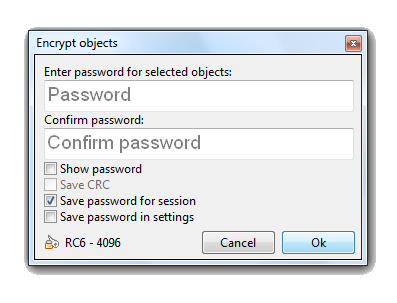 Encrypt objects
Enter password for selected objects:
Password
Confirm password:
Confirm password
Show password
Save CRC
Save password for session
Save password in settings
RC6 - 4096
Cancel
Ok